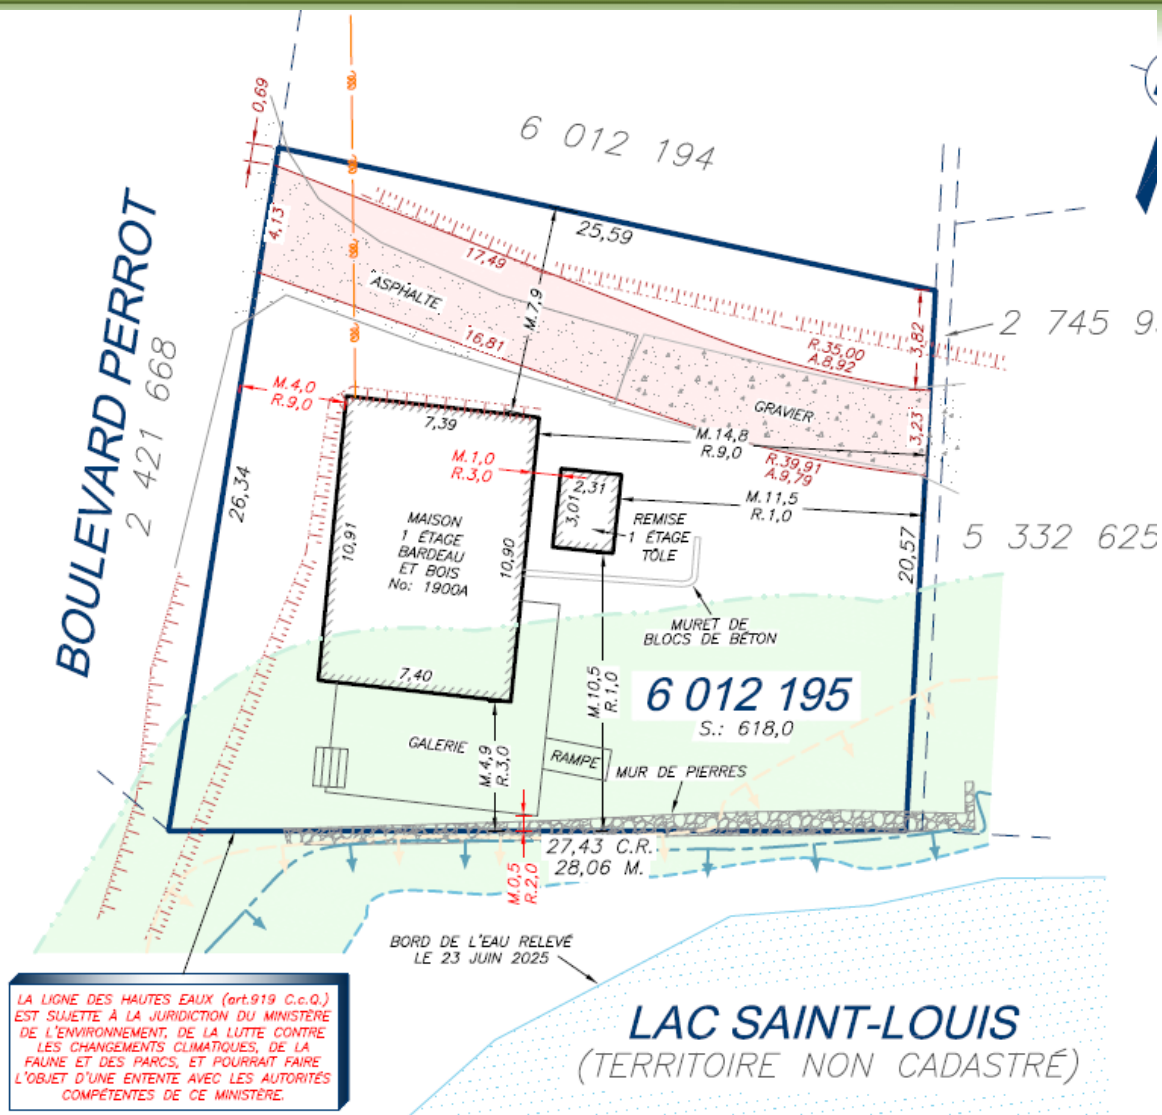 0,69
6 012 194
4,13
25,59
17,49
M.7,9
ASPHALTE
16,81
R.35,00
A.8,92
3,82
BOULEVARD PERROT
2 421 668
M.4,0
R.9,0
7,39
GRAVIER
3,23
M.14,8
R.9,0
M.1,0
R.3,0
R.39,91
A.9,79
2,31
3,01
M.11,5
R.1,0
26,34
10,91
MAISON
1 ÉTAGE
BARDEAU
ET BOIS
No: 1900A
10,90
REMISE
1 ÉTAGE
TÔLE
20,57
5 332 625
MURET DE
BLOCS DE BÉTON
7,40
M.10,5
R.1,0
6 012 195
S.: 618,0
GALERIE
M.4,9
R.3,0
RAMPE
MUR DE PIERRES
27,43 C.R.
28,06 M.
M.0,5
R.2,0
BORD DE L'EAU RELEVÉ
LE 23 JUIN 2025
LA LIGNE DES HAUTES EAUX (art.919 C.c.Q.)
EST SUJETTE À LA JURIDICTION DU MINISTÈRE
DE L'ENVIRONNEMENT, DE LA LUTTE CONTRE
LES CHANGEMENTS CLIMATIQUES, DE LA
FAUNE ET DES PARCS, ET POURRAIT FAIRE
L'OBJET D'UNE ENTENTE AVEC LES AUTORITÉS
COMPÉTENTES DE CE MINISTÈRE.
LAC SAINT-LOUIS
(TERRITOIRE NON CADASTRÉ)